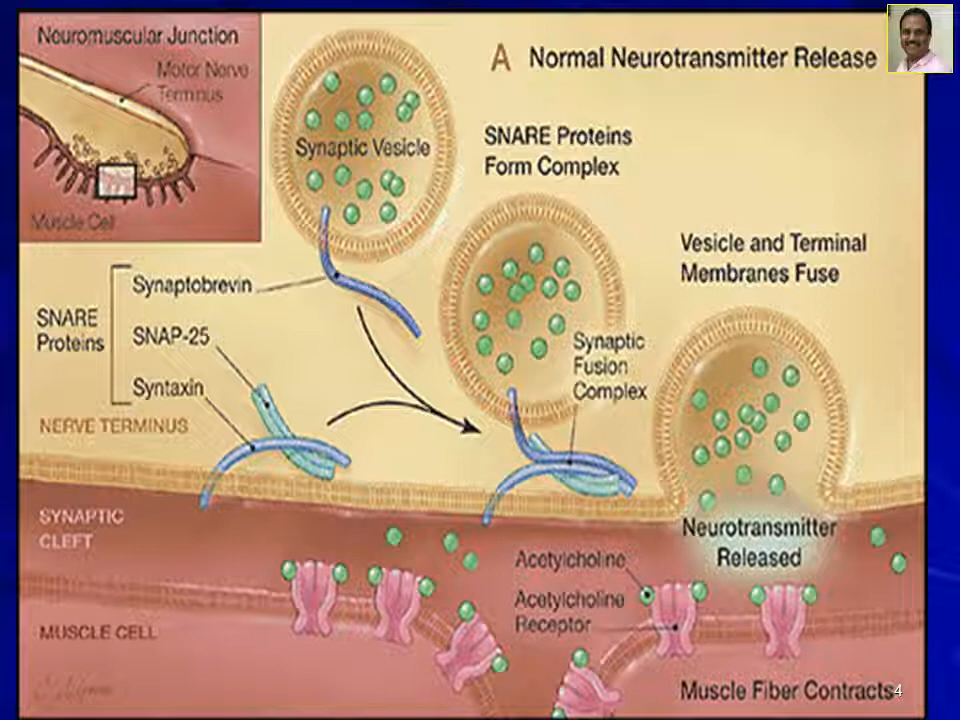 Neuromuscular Junction
Motor Nerve
Terminus
Muscle Cell
A Normal Neurotransmitter Release
Synaptic Vesicle
SNARE Proteins
Form Complex
Vesicle and Terminal
Membranes Fuse
SNARE
Proteins
Synaptobrevin
SNAP-25
Syntaxin
Synaptic
Fusion
Complex
NERVE TERMINUS
SYNAPTIC
CLEFT
Neurotransmitter
Released
Acetylcholine
Acetylcholine
Receptor
MUSCLE CELL
Muscle Fiber Contracts
4